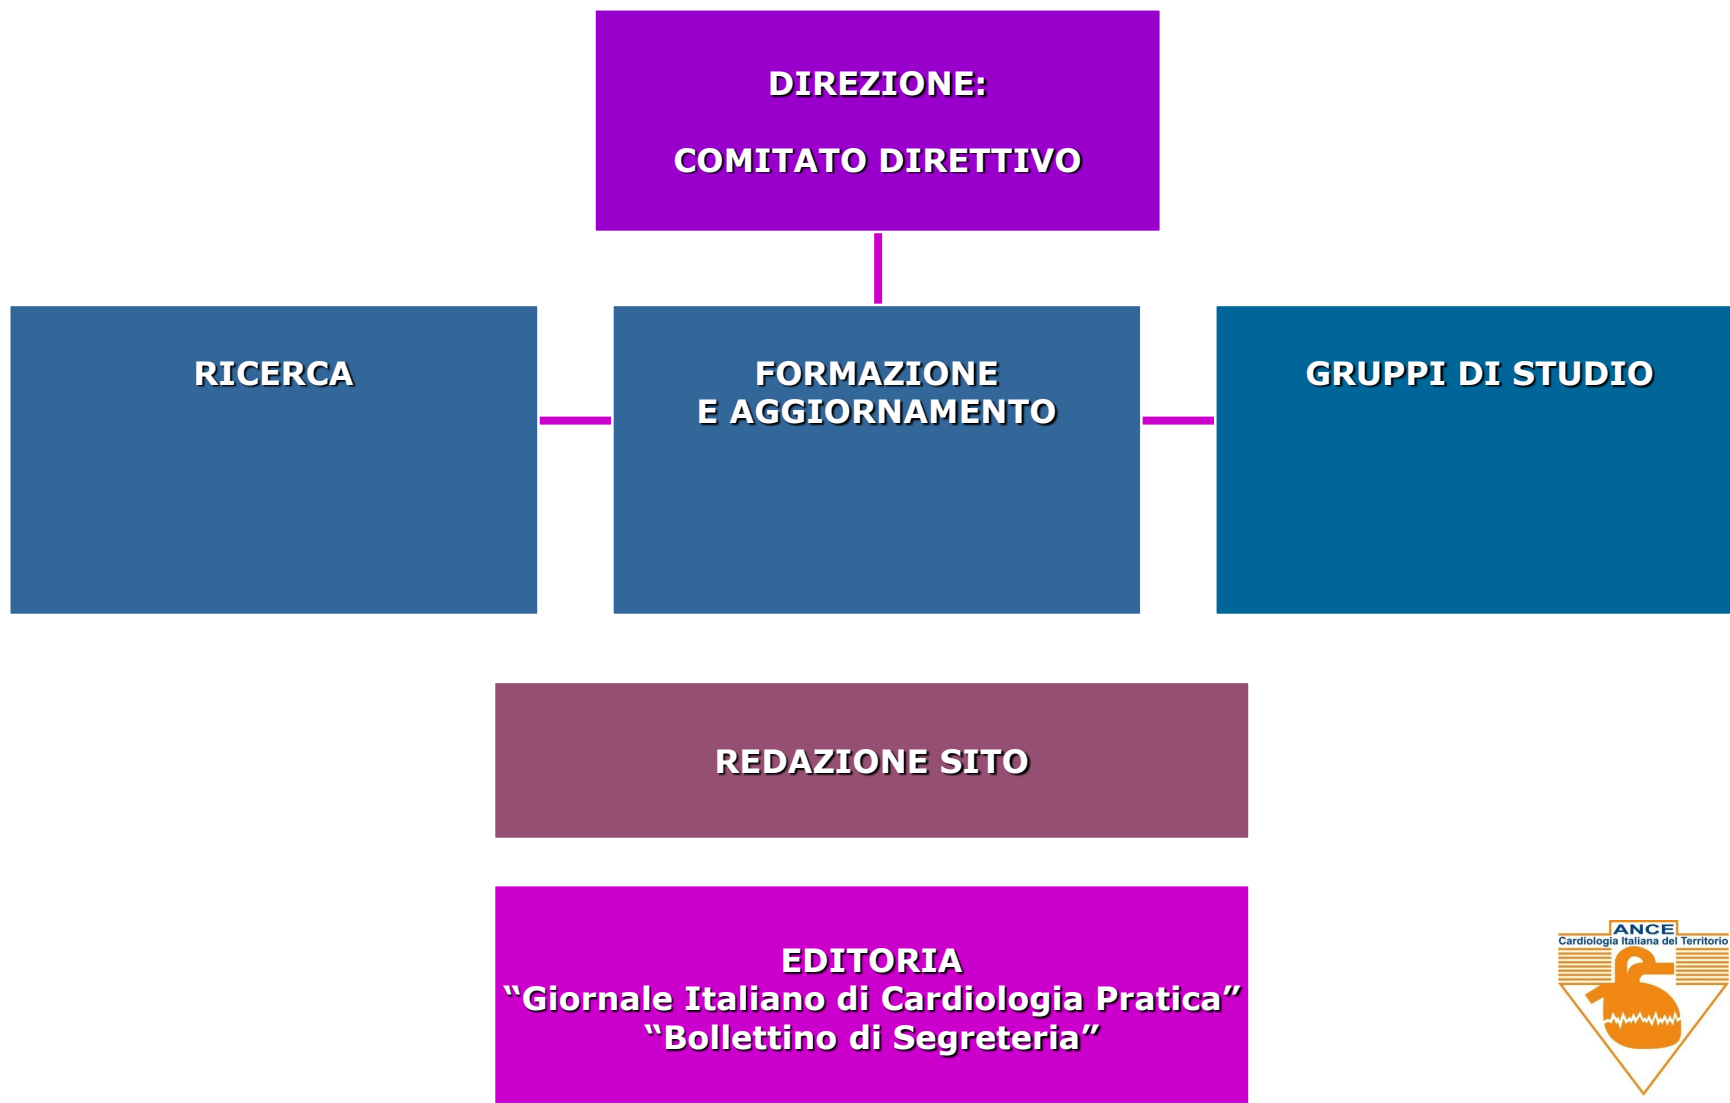 DIREZIONE:
COMITATO DIRETTIVO
RICERCA
FORMAZIONE
E AGGIORNAMENTO
GRUPPI DI STUDIO
REDAZIONE SITO
EDITORIA
“Giornale Italiano di Cardiologia Pratica”
“Bollettino di Segreteria”
ANCE
Cardiologia Italiana del Territorio